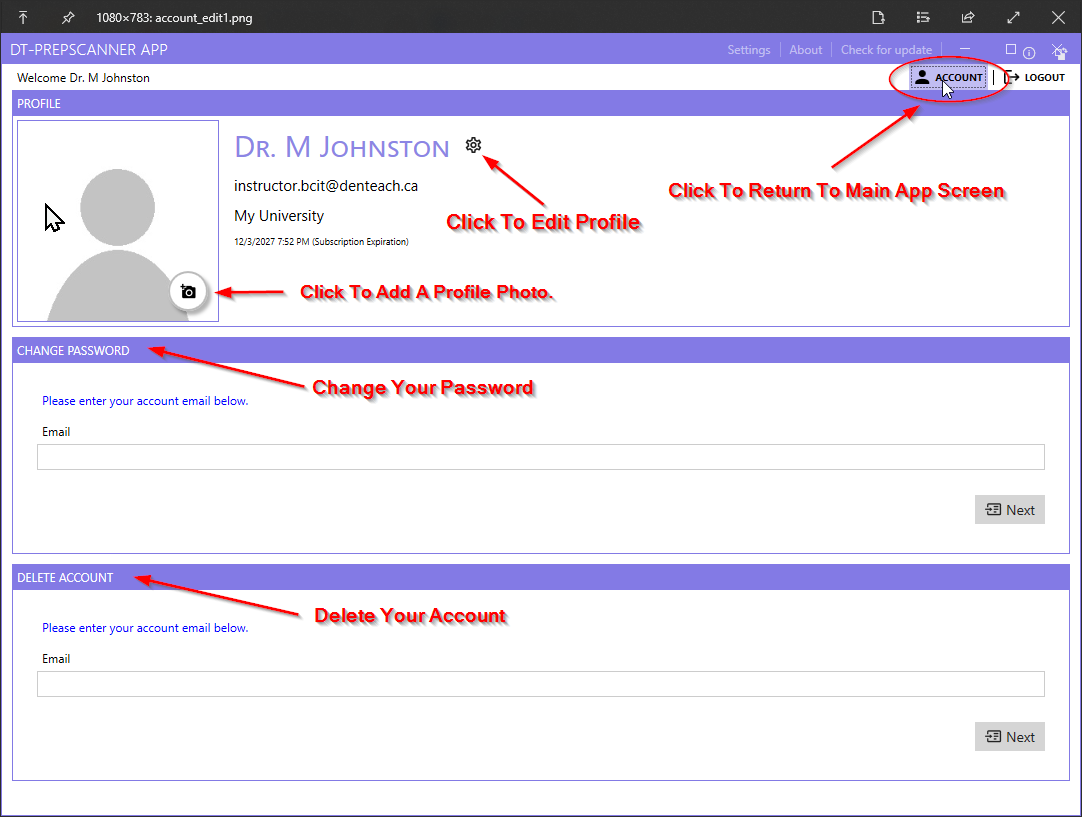 1080×783: account_edit1.png
DT-PREPSCANNER APP
Settings
About
Check for update
Welcome Dr. M Johnston
ACCOUNT
LOGOUT
PROFILE
Dr. M Johnston
instructor.bcit@denteach.ca
My University
12/3/2027 7:52 PM (Subscription Expiration)
Click To Edit Profile
Click To Return To Main App Screen
Click To Add A Profile Photo.
CHANGE PASSWORD
Change Your Password
Please enter your account email below.
Email
Next
DELETE ACCOUNT
Delete Your Account
Please enter your account email below.
Email
Next